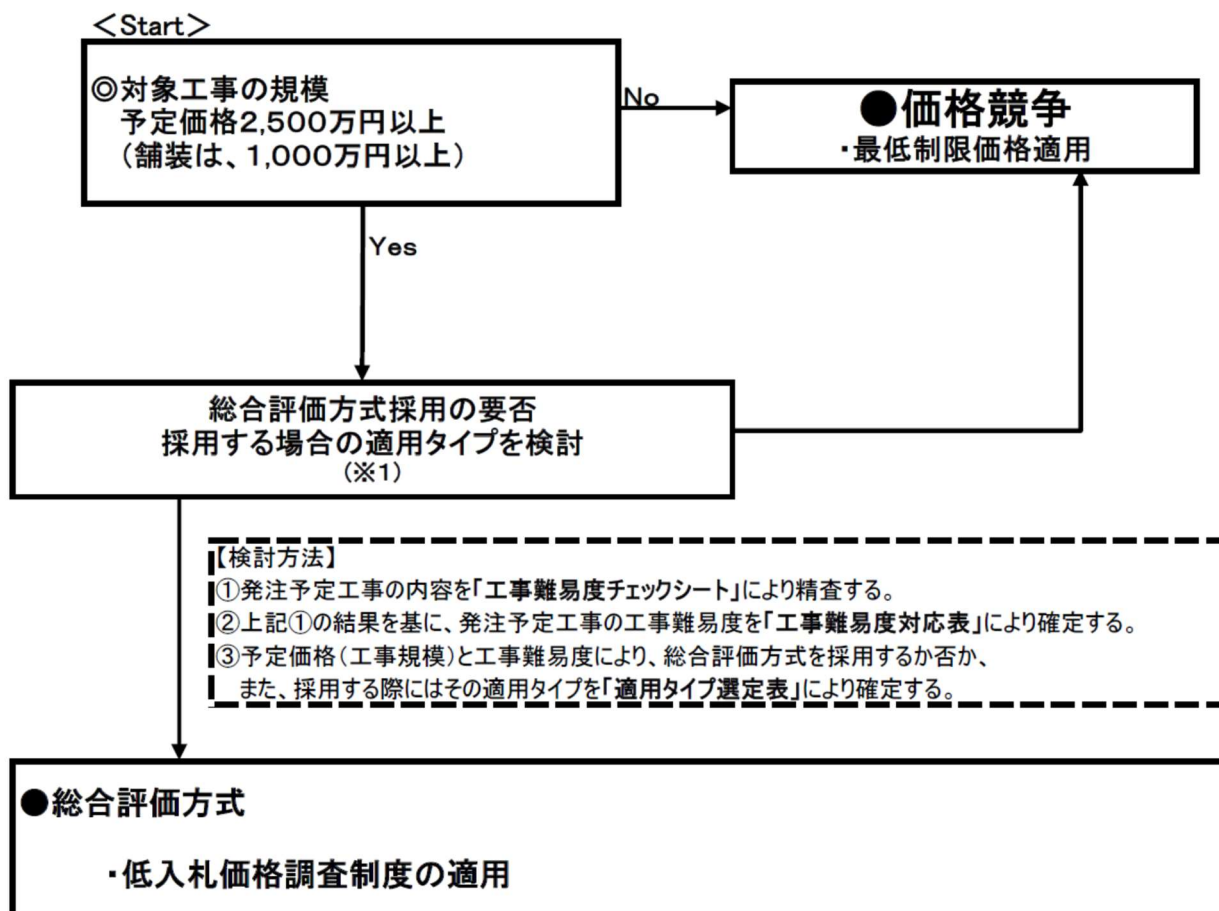 ＜Start＞
◎対象工事の規模
予定価格2,500万円以上
（舗装は、1,000万円以上）
No
●価格競争
・最低制限価格適用
Yes
総合評価方式採用の要否
採用する場合の適用タイプを検討
（※1）
【検討方法】
①発注予定工事の内容を「工事難易度チェックシート」により精査する。
②上記①の結果を基に、発注予定工事の工事難易度を「工事難易度対応表」により確定する。
③予定価格（工事規模）と工事難易度により、総合評価方式を採用するか否か、
また、採用する際にはその適用タイプを「適用タイプ選定表」により確定する。
●総合評価方式
・低入札価格調査制度の適用